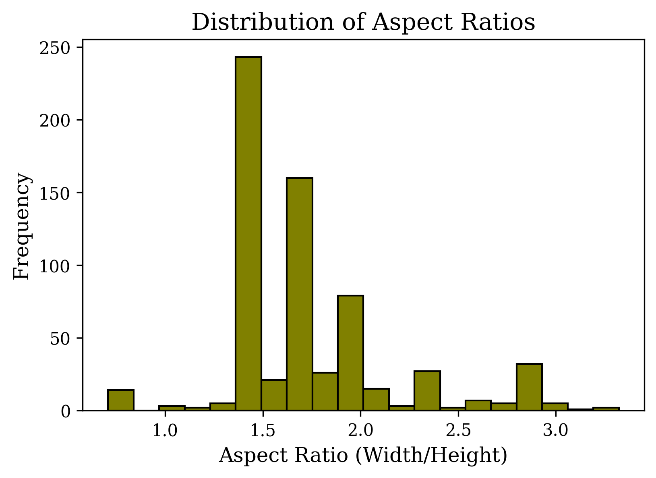 Distribution of Aspect Ratios
250
200
150
100
50
0
Frequency
1.0 1.5 2.0 2.5 3.0
Aspect Ratio (Width/Height)